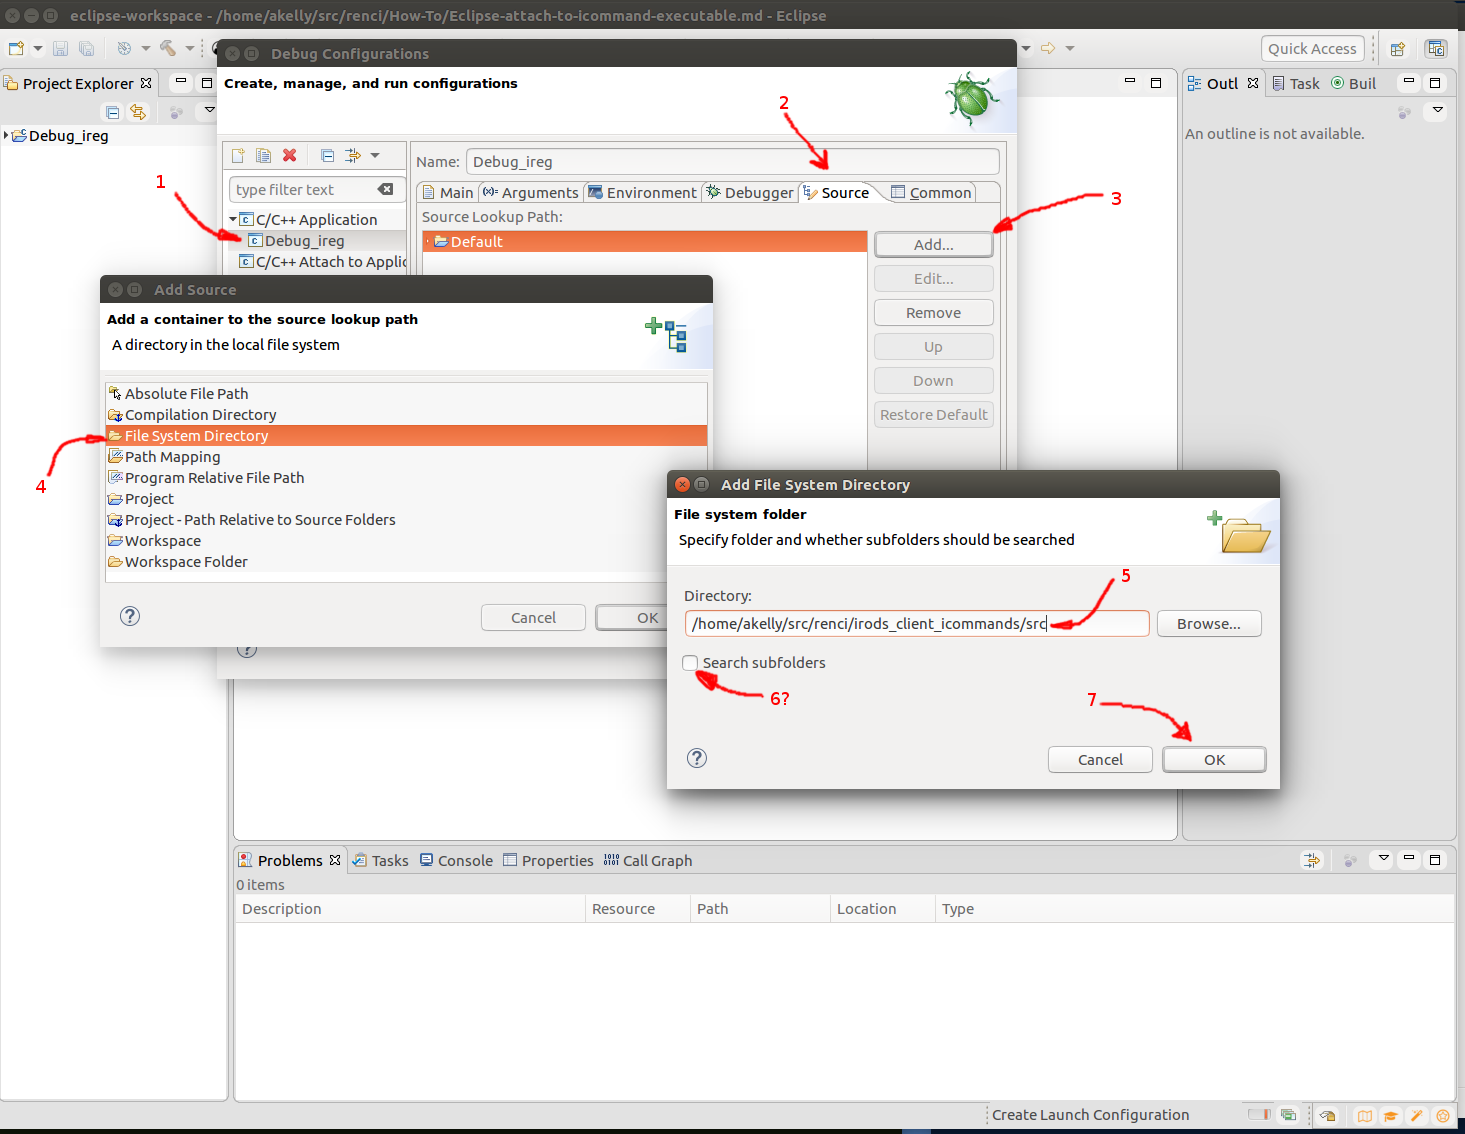 eclipse-workspace - /home/akelly/src/renci/How-To/Eclipse-attach-to-icommand-executable.md - Eclipse
Quick Access
Project Explorer
Debug_ireg
Debug Configurations
Create, manage, and run configurations
2
1
3
type filter text
C/C++ Application
Debug_ireg
C/C++ Attach to Applic
Name: Debug_ireg
Main Arguments Environment Debugger Source Common
Source Lookup Path:
Default
Add...
Edit...
Remove
Up
Down
Restore Default
Outl Task Buil
An outline is not available.
Add Source
Add a container to the source lookup path
A directory in the local file system
Absolute File Path
Compilation Directory
File System Directory
Path Mapping
Program Relative File Path
Project
Project - Path Relative to Source Folders
Workspace
Workspace Folder
4
? Cancel OK
Add File System Directory
File system folder
Specify folder and whether subfolders should be searched
5
Directory:
/home/akelly/src/renci/irods_client_icommands/src Browse...
Search subfolders
6?
7
? Cancel OK
?
Problems Tasks Console Properties Call Graph
0 items
Description Resource Path Location Type
Create Launch Configuration